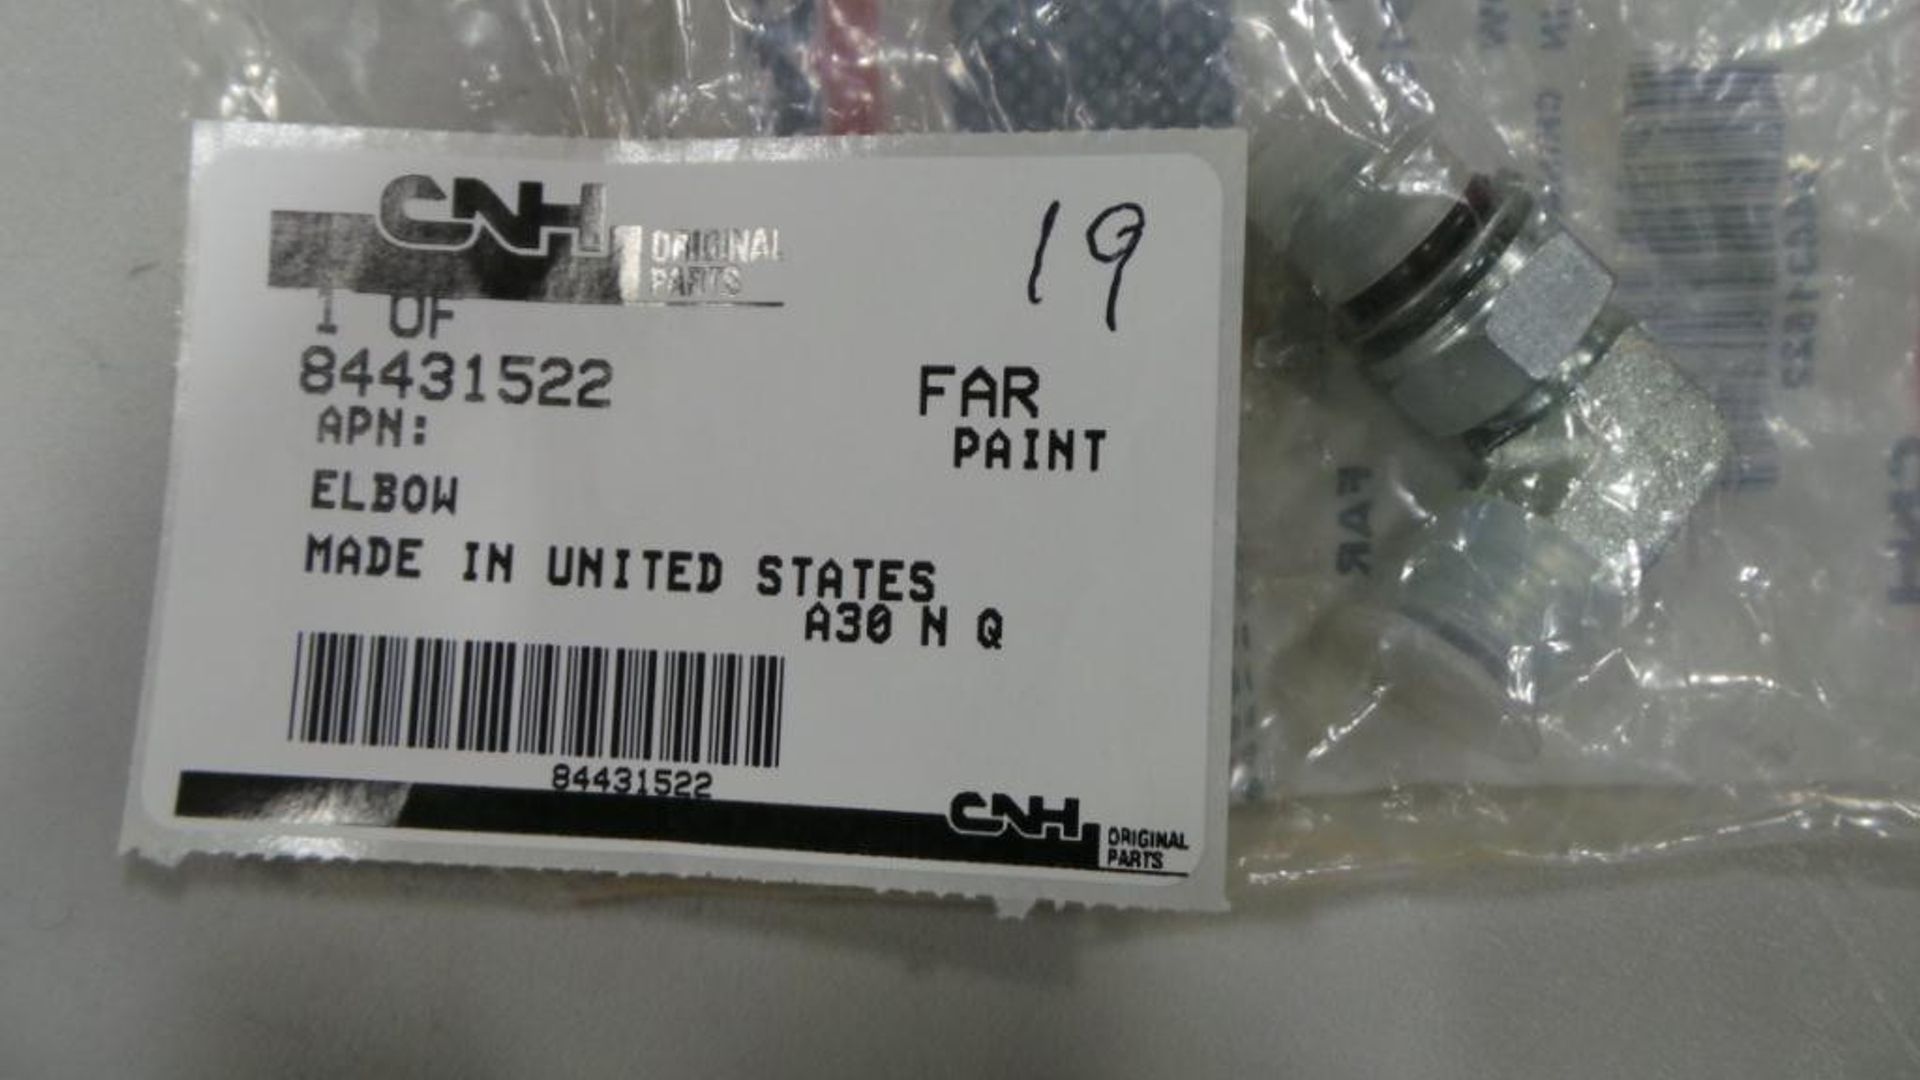 CNH ORIGINAL
PARTS
19
1 OF
84431522
FAR
APN:
PAINT
ELBOW
MADE IN UNITED STATES
A30 N Q
84431522
CNH ORIGINAL
PARTS
FAR